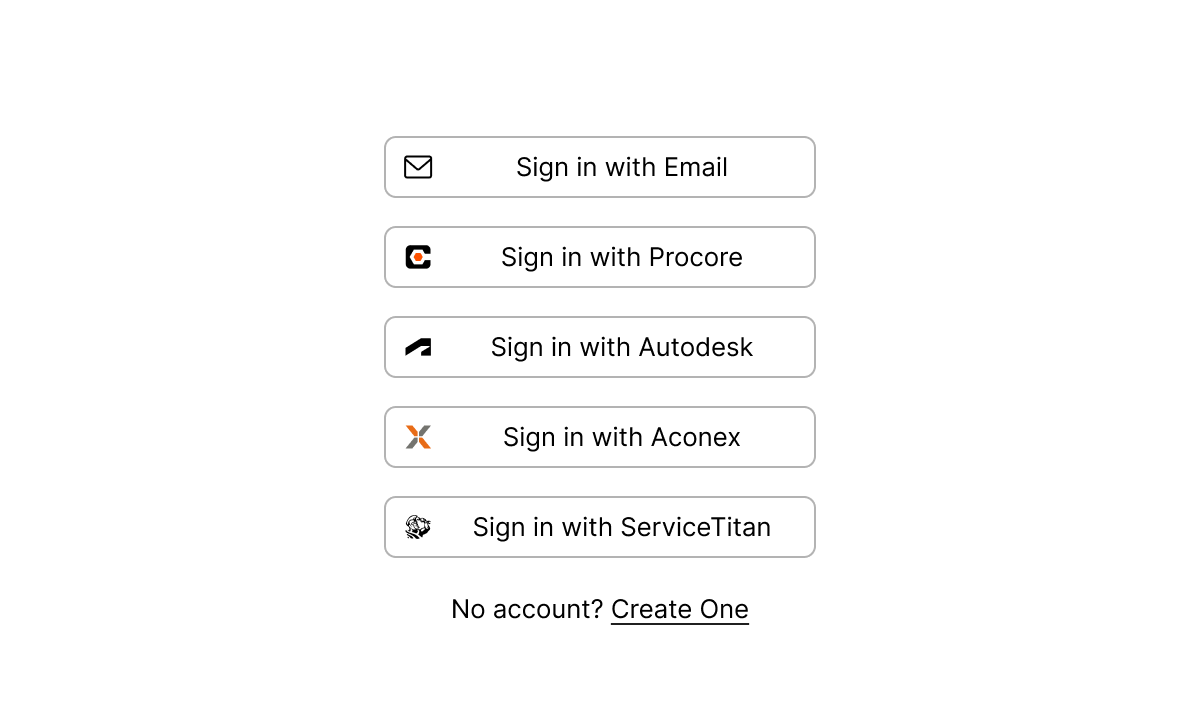 Sign in with Email
Sign in with Procore
Sign in with Autodesk
Sign in with Aconex
Sign in with ServiceTitan
No account? Create One